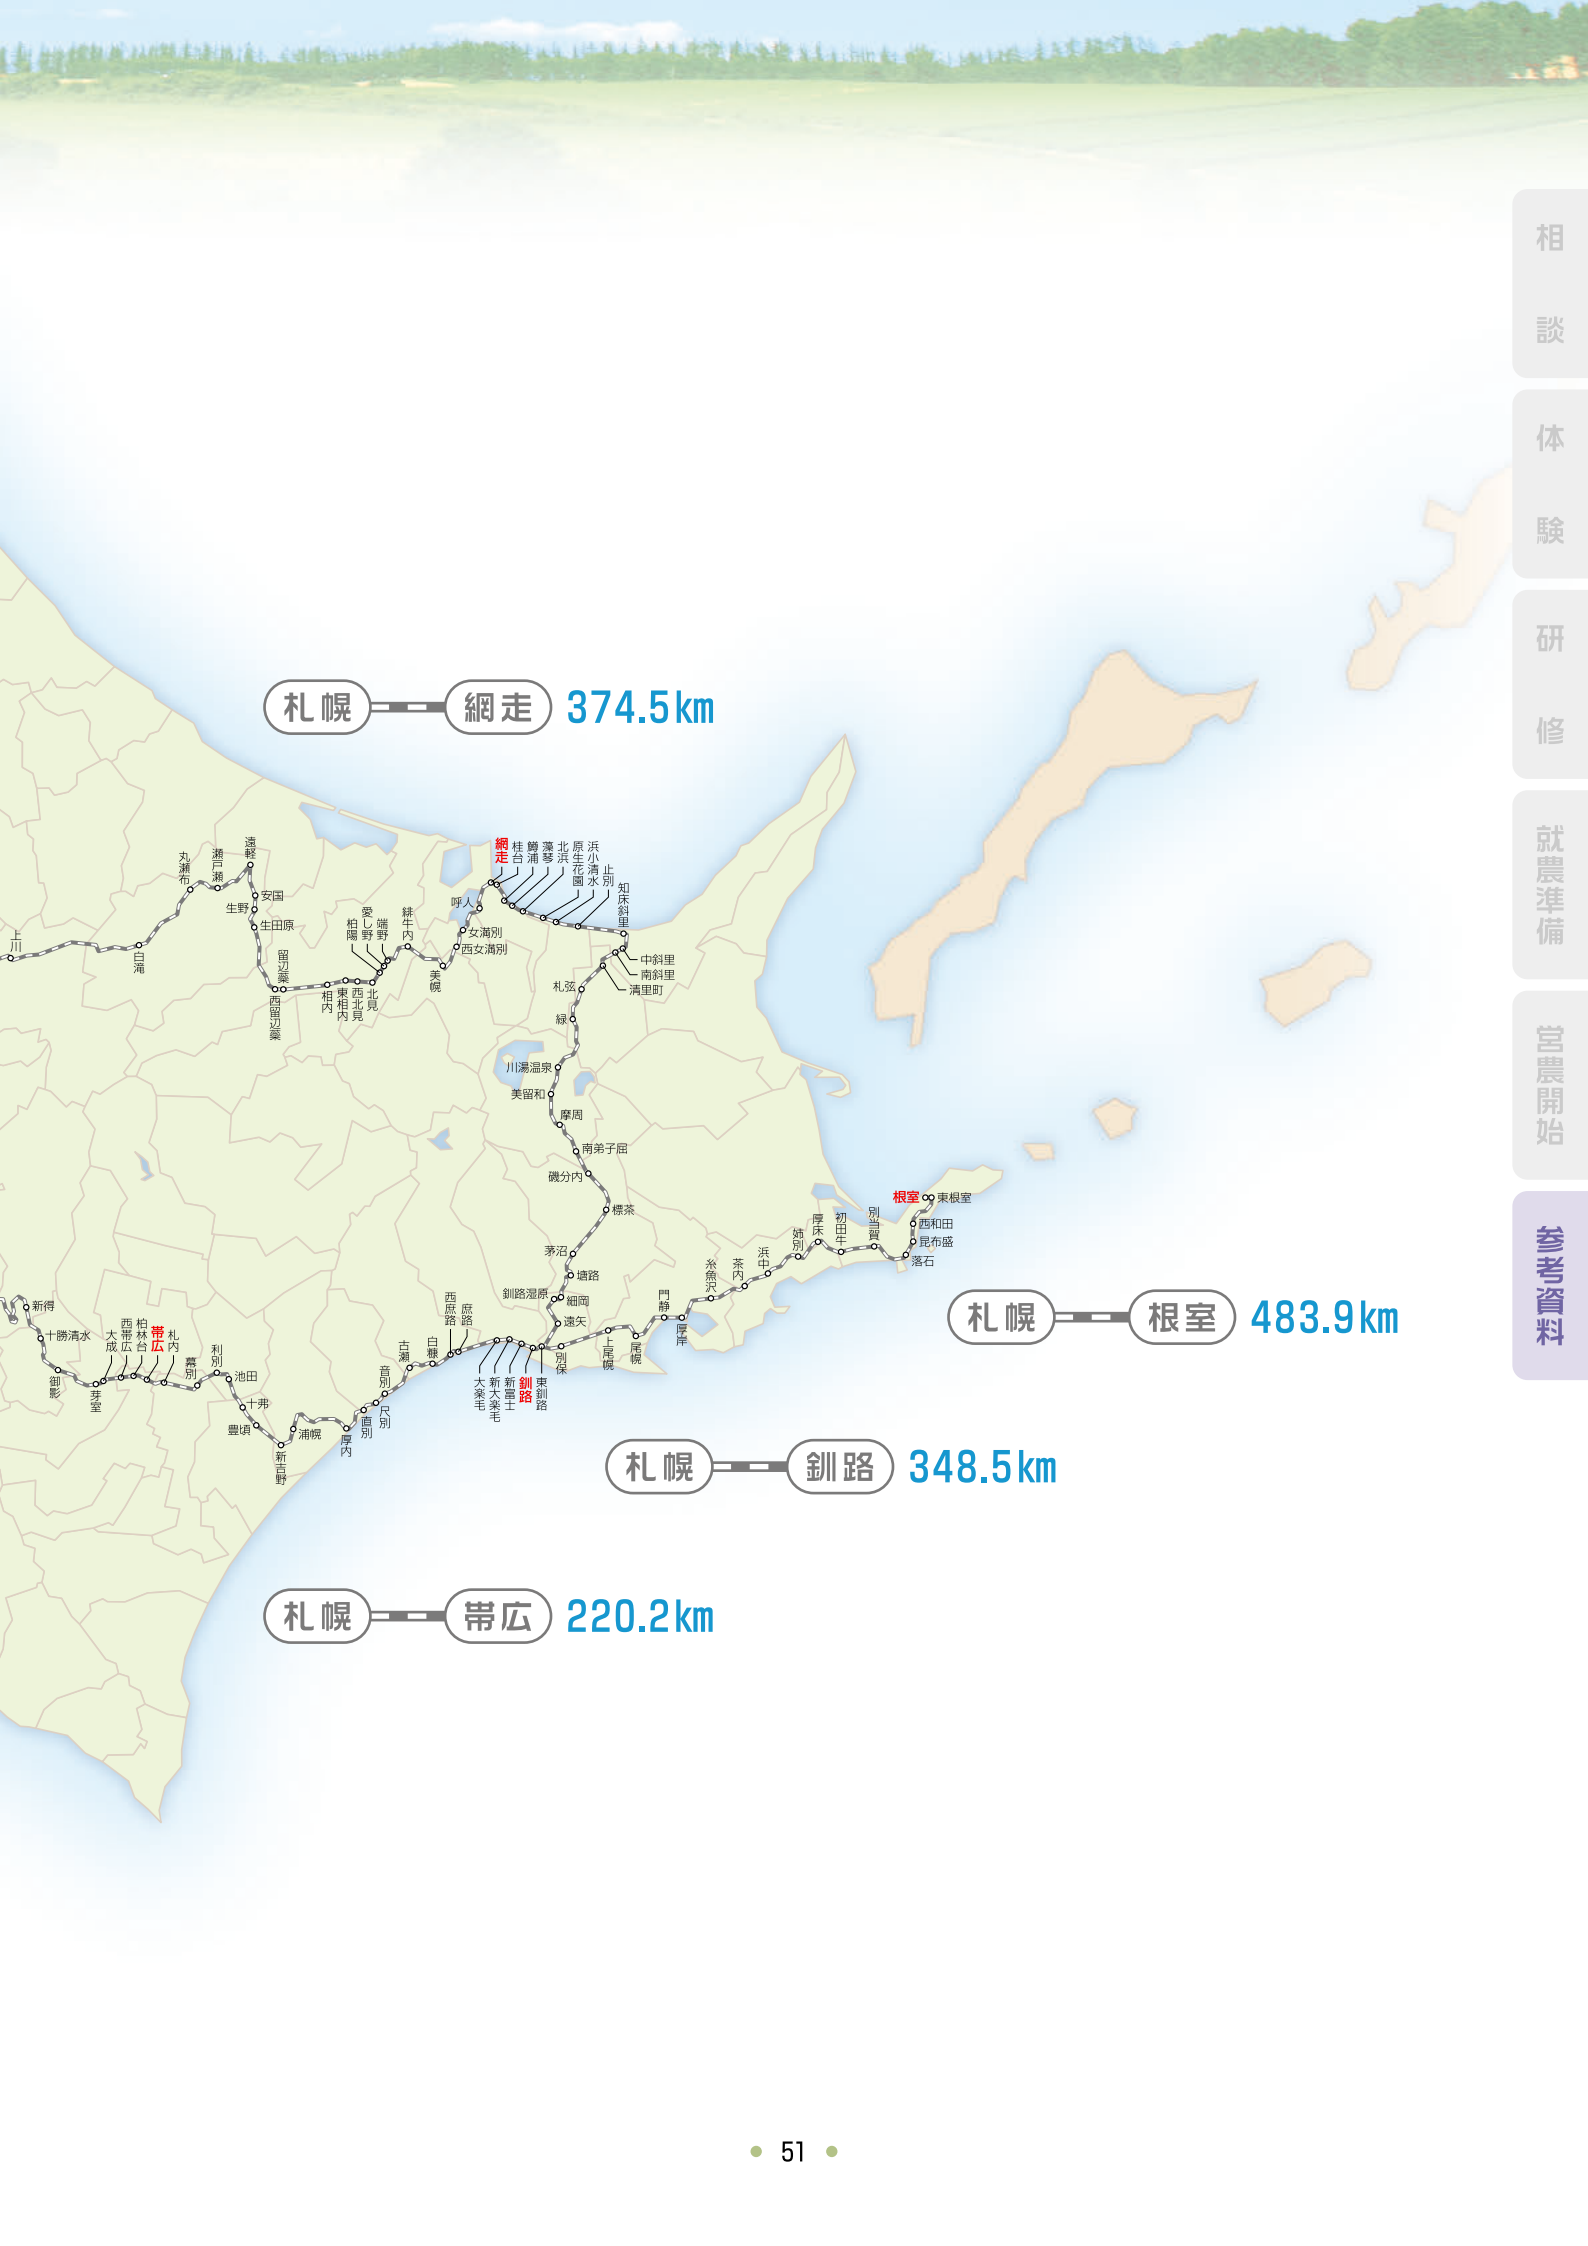 相談
体験
研修
就農準備
営農開始
参考資料
札幌 網走 374.5km
遠軽
瀬戸瀬
丸瀬布
安国
生野
生田原
上川
白滝
留辺蘂
西留辺蘂
相内
東相内
西北見
北見
柏陽
愛し野
端野
緋牛内
美幌
西女満別
女満別
呼人
網走
桂台
鱒浦
藻琴
北浜
原生花園
浜小清水
止別
知床斜里
中斜里
南斜里
清里町
札弦
緑
川湯温泉
美留和
摩周
南弟子屈
磯分内
標茶
茅沼
塘路
釧路湿原
細岡
遠矢
根室
東根室
西和田
昆布盛
落石
別当賀
初田牛
厚床
姉別
浜中
茶内
糸魚沢
厚岸
門静
尾幌
上尾幌
別保
札幌 根室 483.9km
新得
十勝清水
御影
芽室
大成
西帯広
柏林台
帯広
札内
幕別
利別
池田
十弗
豊頃
新吉野
浦幌
厚内
直別
尺別
音別
古瀬
白糠
西庶路
庶路
大楽毛
新大楽毛
新富士
釧路
東釧路
札幌 釧路 348.5km
札幌 帯広 220.2km
51